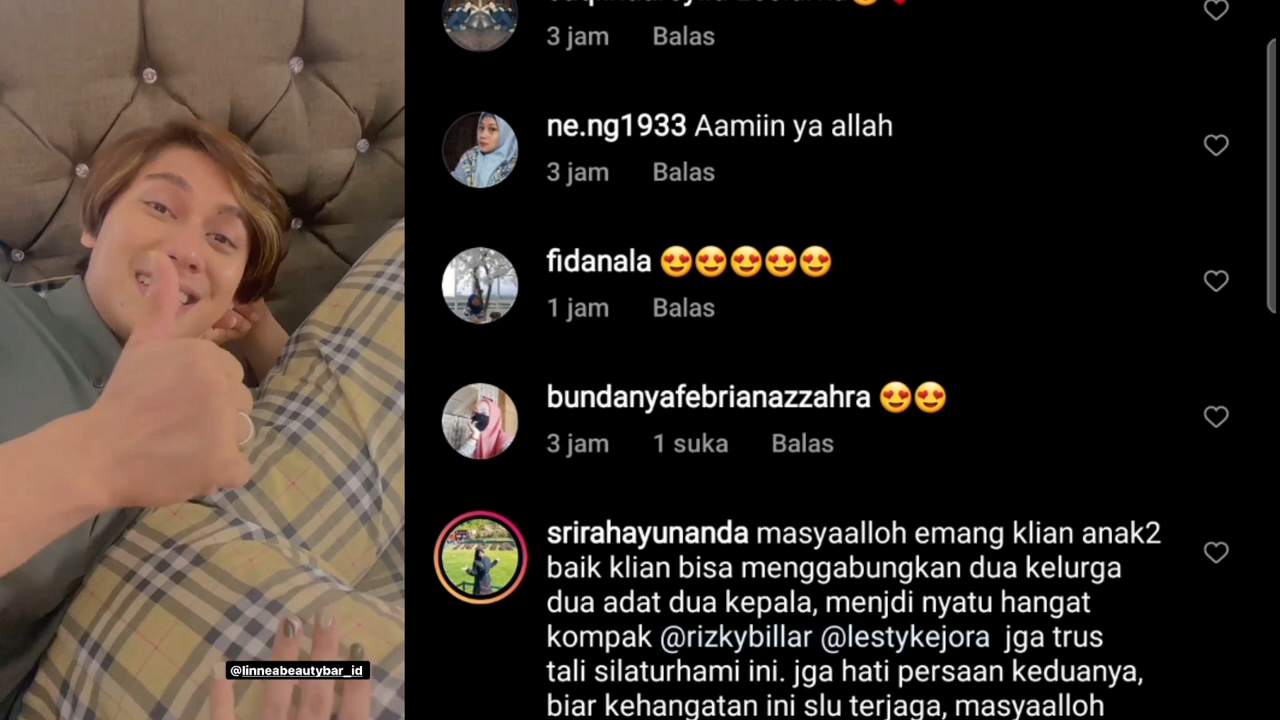 3 jam Balas
ne.ng1933 Aamiin ya allah
3 jam Balas
fidanala 😍😍😍😍😍
1 jam Balas
bundanyafebrianazzahra 😍😍
3 jam 1 suka Balas
srirahayunanda masyaalloh emang klian anak2
baik klian bisa menggabungkan dua kelurga
dua adat dua kepala, menjdi nyatu hangat
kompak @rizkybillar @lestykejora jga trus
tali silaturhami ini. jga hati persaan keduanya,
biar kehangatan ini slu terjaga, masyaalloh
@linneabeautybar_id